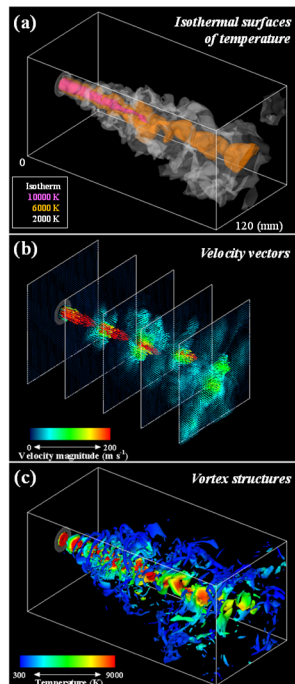 (a)
Isothermal surfaces
of temperature
0
Isotherm
10000 K
6000 K
2000 K
120 (mm)
(b)
Velocity vectors
0
200
Velocity magnitude (m s⁻¹)
(c)
Vortex structures
300
9000
Temperature (K)